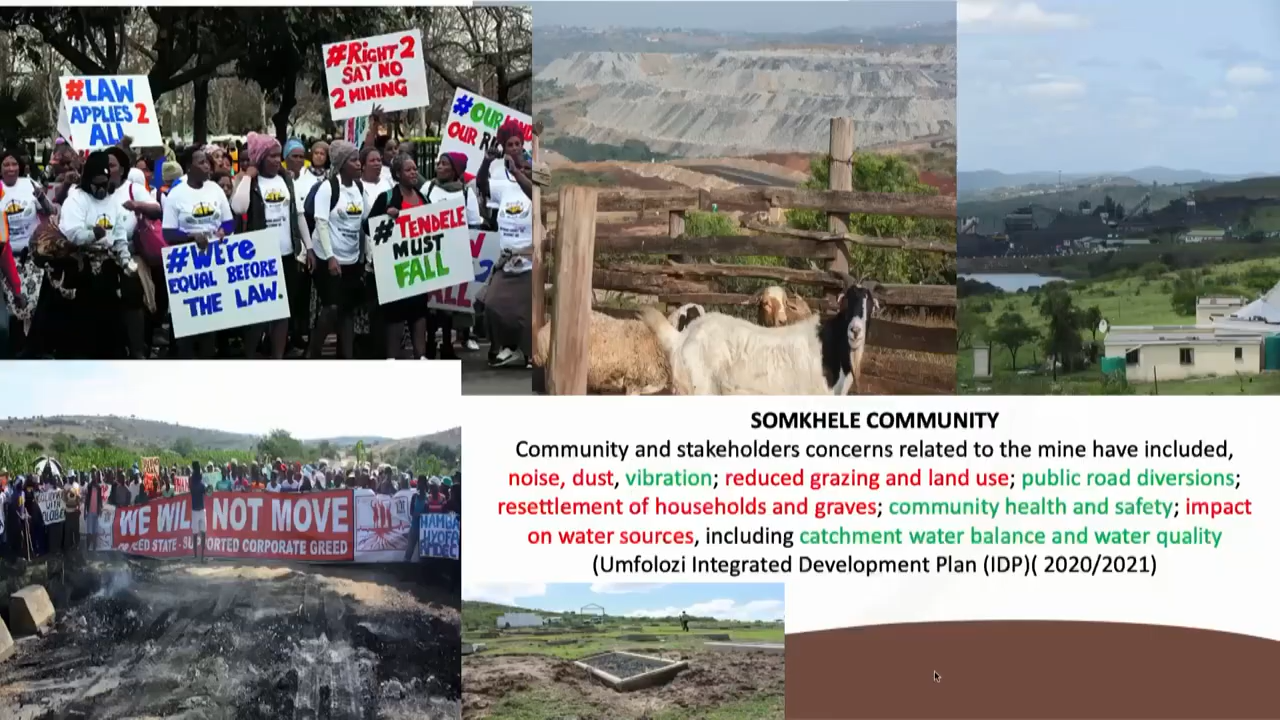 #LAW
APPLIES 2
ALL
#Right 2
SAY NO
2 MINING
#OUR LAND
OUR
#WE're
EQUAL BEFORE
THE LAW.
#TENDELE
MUST
FALL
WE WILL NOT MOVE
STATE - SUPPORTED CORPORATE GREED
SOMKHELE COMMUNITY
Community and stakeholders concerns related to the mine have included,
noise, dust, vibration; reduced grazing and land use; public road diversions;
resettlement of households and graves; community health and safety; impact
on water sources, including catchment water balance and water quality
(Umfolozi Integrated Development Plan (IDP)( 2020/2021)